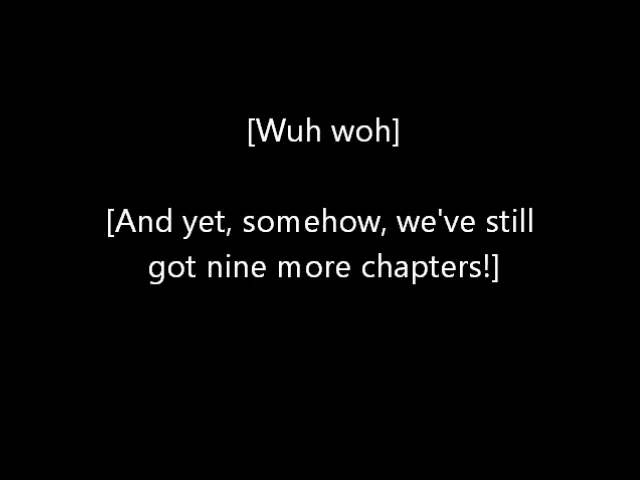 [Wuh woh]
[And yet, somehow, we've still
got nine more chapters!]